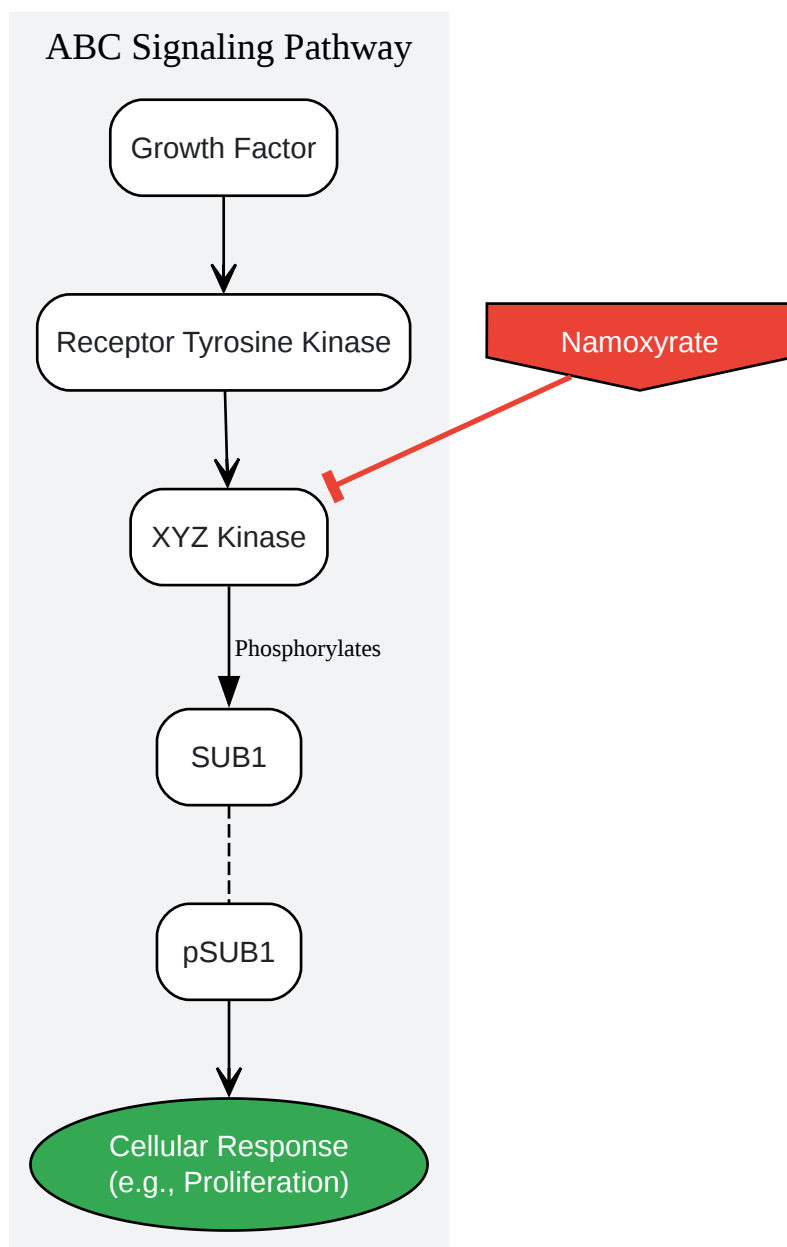 ABC Signaling Pathway
Growth Factor
Receptor Tyrosine Kinase
Namoxyrate
XYZ Kinase
Phosphorylates
SUB1
pSUB1
Cellular Response
(e.g., Proliferation)